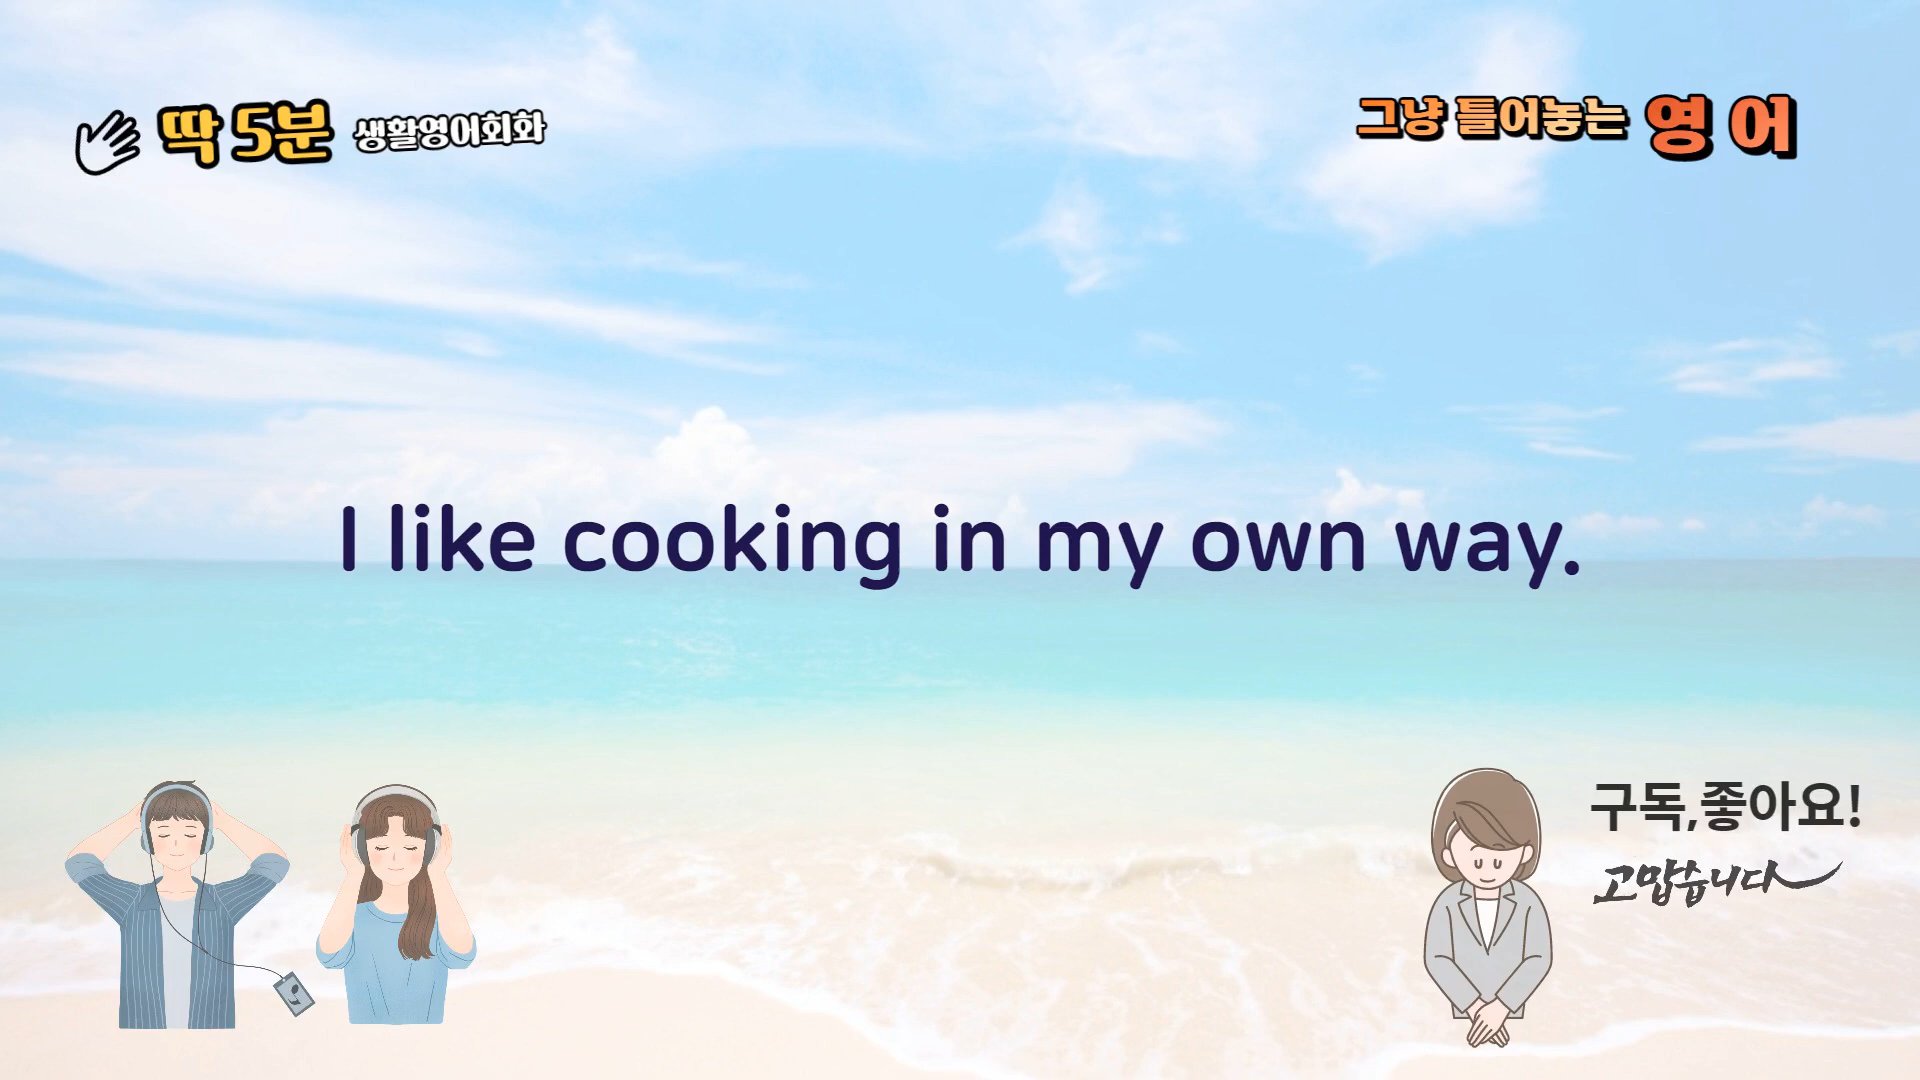 딱 5분 생활영어회화
그냥 틀어놓는 영어
I like cooking in my own way.
구독,좋아요!
고맙습니다